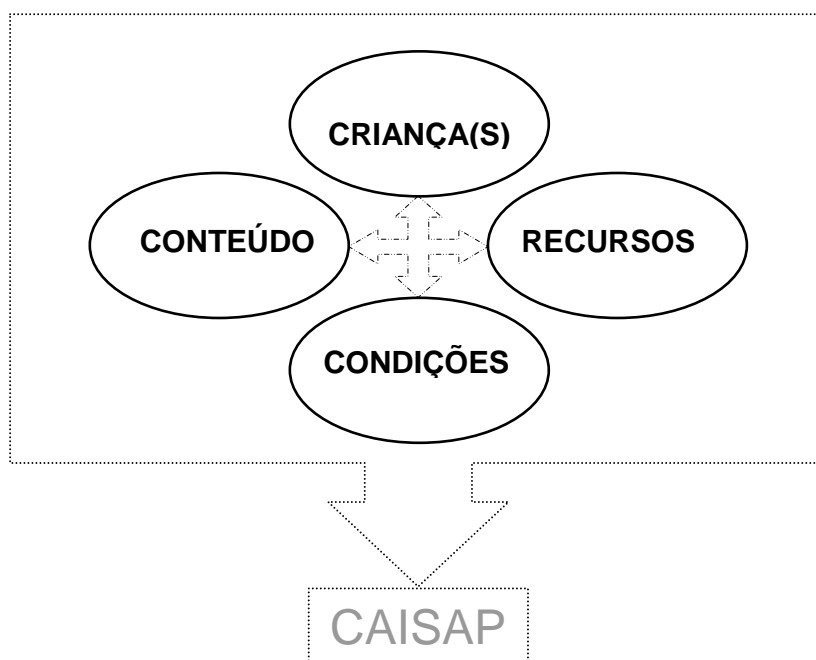 CRIANÇA(S)
CONTEÚDO
RECURSOS
CONDIÇÕES
CAISAP